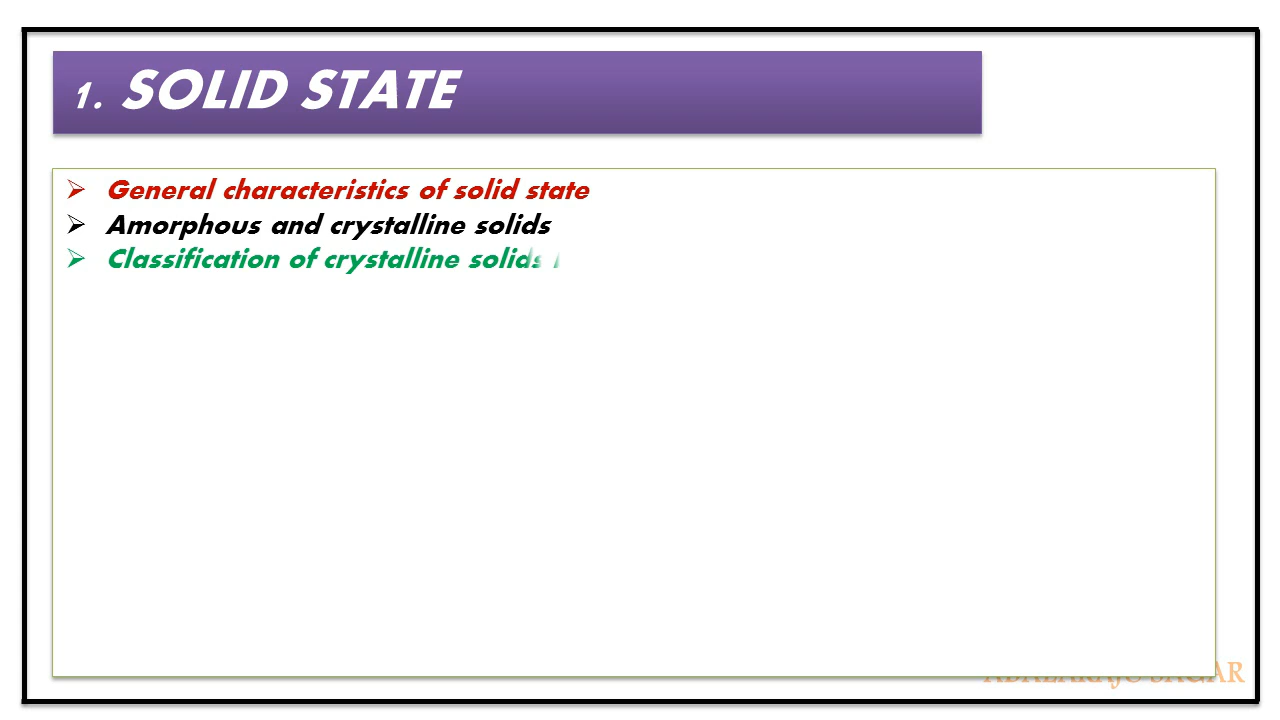 1. SOLID STATE
General characteristics of solid state
Amorphous and crystalline solids
Classification of crystalline solids